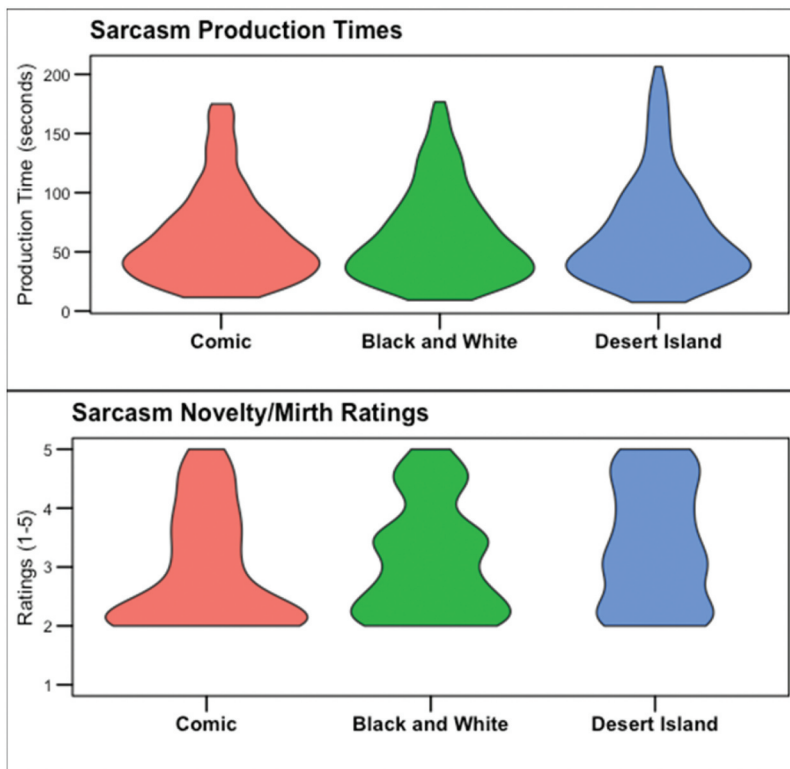 Sarcasm Production Times
Production Time (seconds)
200
150
100
50
0
Comic Black and White Desert Island
Sarcasm Novelty/Mirth Ratings
Ratings (1-5)
5
4
3
2
1
Comic Black and White Desert Island